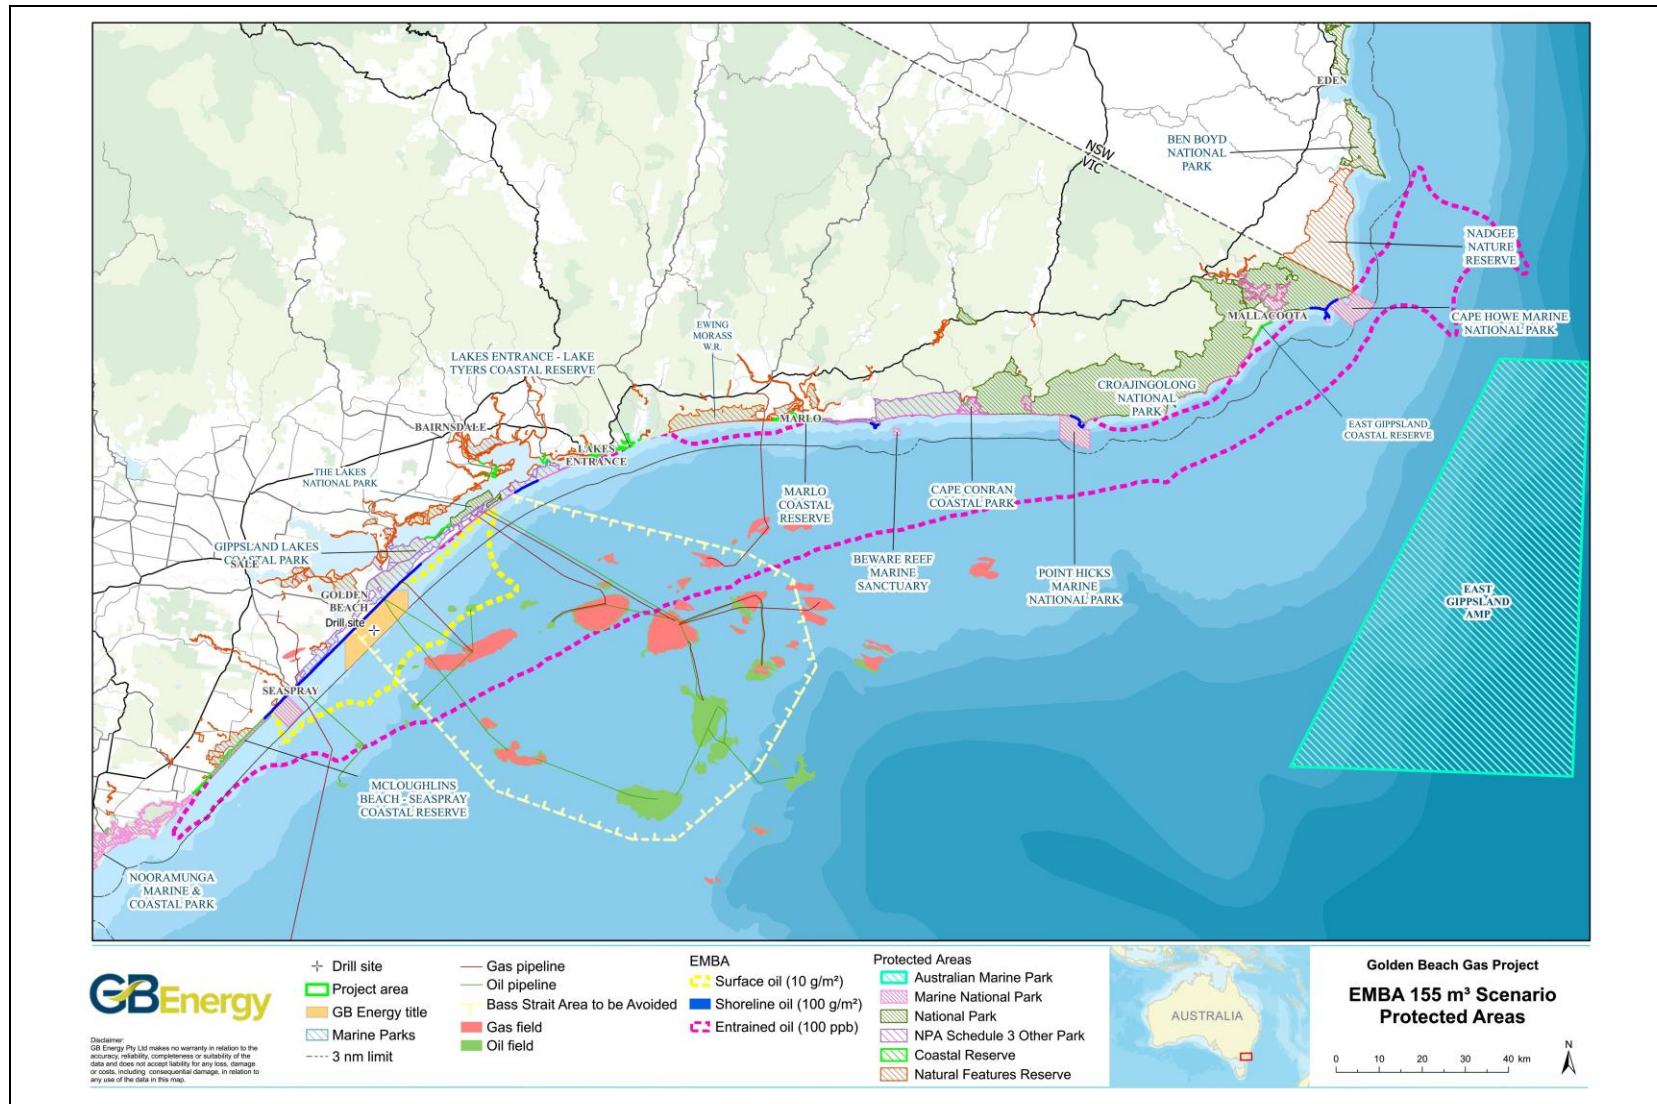 EDEN
BEN BOYD
NATIONAL
PARK
NSW
VIC
NADGEE
NATURE
RESERVE
CAPE HOWE MARINE
NATIONAL PARK
MALLACOOTA
EWING
MORASS
W.R.
LAKES ENTRANCE - LAKE
TYERS COASTAL RESERVE
CROAJINGOLONG
NATIONAL
PARK
EAST GIPPSLAND
COASTAL RESERVE
MARLO
BAIRNSDALE
LAKES
ENTRANCE
THE LAKES
NATIONAL PARK
MARLO
COASTAL
RESERVE
CAPE CONRAN
COASTAL PARK
GIPPSLAND LAKES
COASTAL PARK
SALE
BEWARE REEF
MARINE
SANCTUARY
POINT HICKS
MARINE
NATIONAL PARK
EAST
GIPPSLAND
AMP
GOLDEN
BEACH
Drill site
SEASPRAY
MCLOUGHLINS
BEACH - SEASPRAY
COASTAL RESERVE
NOORAMUNGA
MARINE &
COASTAL PARK
GBEnergy
Disclaimer:
GB Energy Pty Ltd makes no warranty in relation to the
accuracy, reliability, completeness or suitability of the
data and does not accept liability for any loss, damage
or costs, including consequential damage, in relation to
any use of the data in this map.
Drill site
Project area
GB Energy title
Marine Parks
3 nm limit
Gas pipeline
Oil pipeline
Bass Strait Area to be Avoided
Gas field
Oil field
EMBA
Surface oil (10 g/m²)
Shoreline oil (100 g/m²)
Entrained oil (100 ppb)
Protected Areas
Australian Marine Park
Marine National Park
National Park
NPA Schedule 3 Other Park
Coastal Reserve
Natural Features Reserve
AUSTRALIA
Golden Beach Gas Project
EMBA 155 m³ Scenario
Protected Areas
0 10 20 30 40 km
N